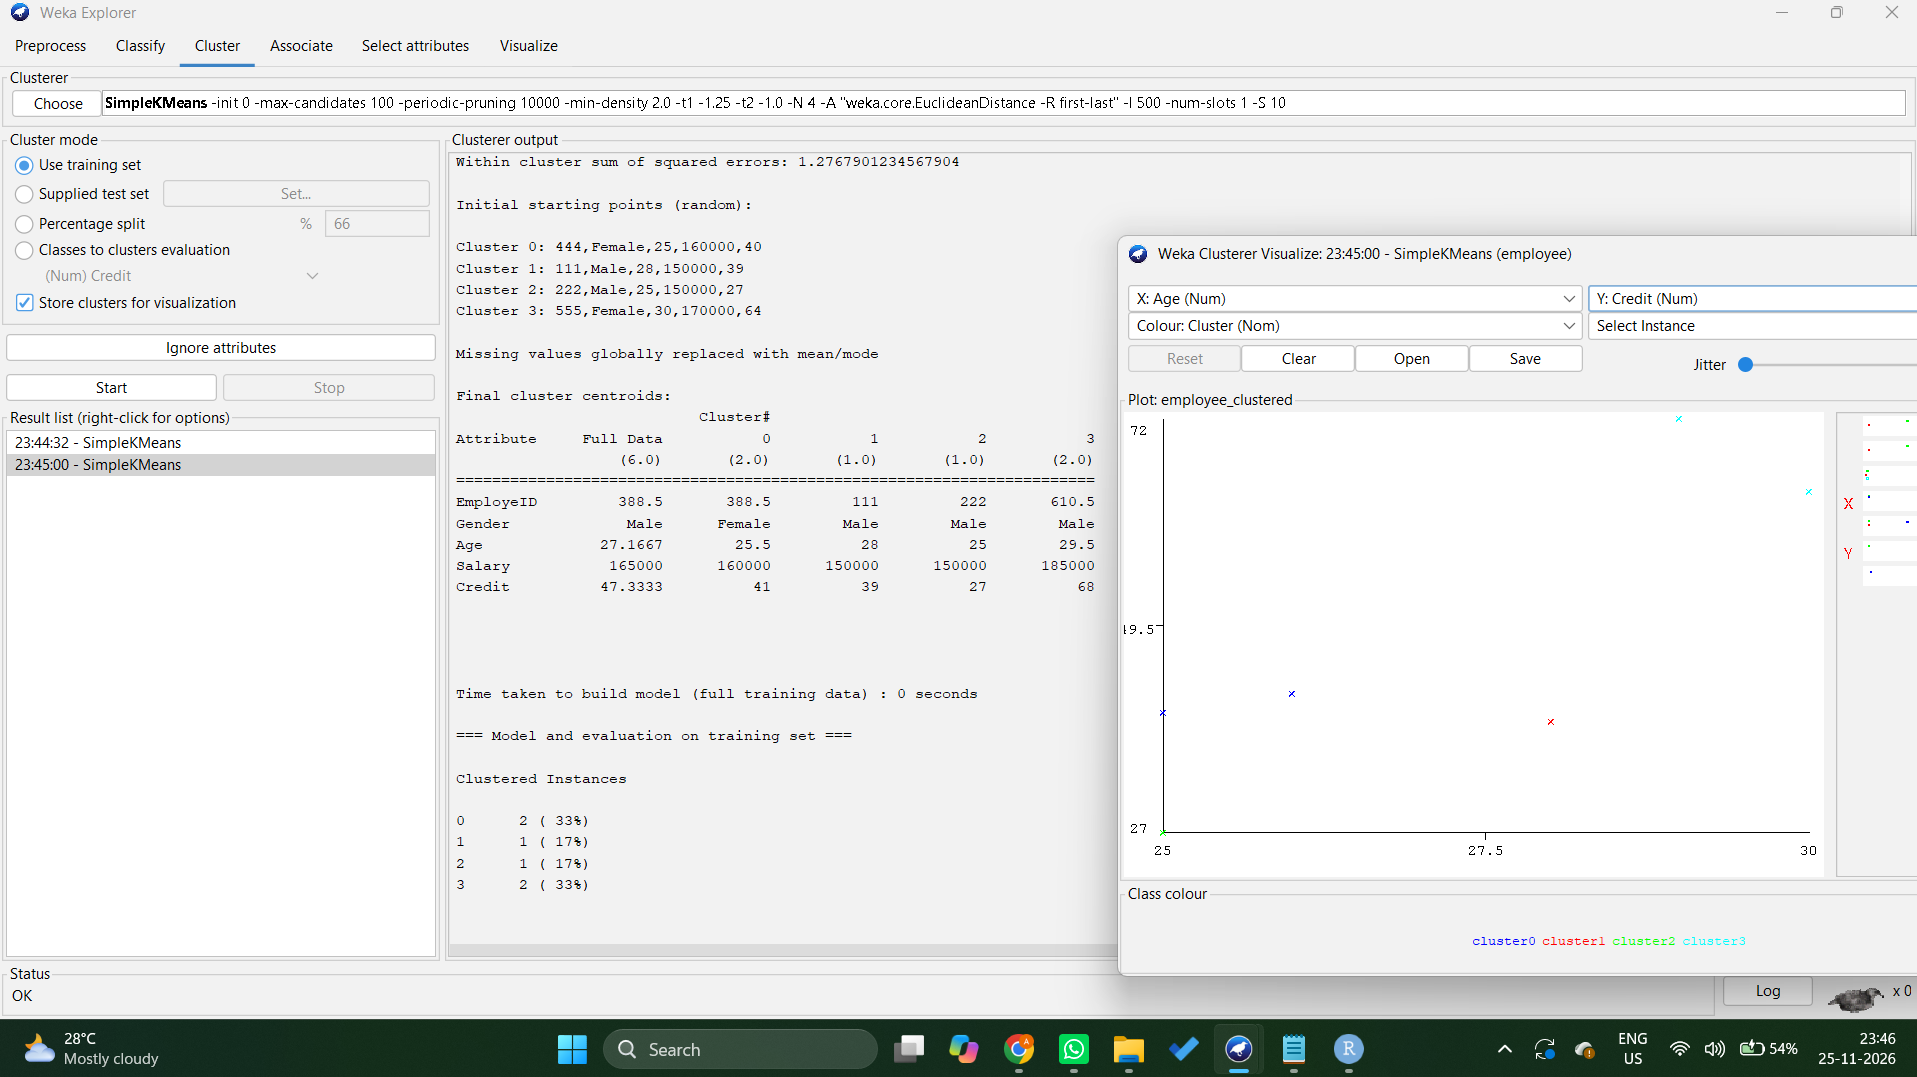 Weka Explorer
Preprocess Classify Cluster Associate Select attributes Visualize
Clusterer
Choose SimpleKMeans -init 0 -max-candidates 100 -periodic-pruning 10000 -min-density 2.0 -t1 -1.25 -t2 -1.0 -N 4 -A "weka.core.EuclideanDistance -R first-last" -I 500 -num-slots 1 -S 10
Cluster mode
Use training set
Supplied test set Set...
Percentage split % 66
Classes to clusters evaluation
(Num) Credit
Store clusters for visualization
Ignore attributes
Start Stop
Result list (right-click for options)
23:44:32 - SimpleKMeans
23:45:00 - SimpleKMeans
Clusterer output
Within cluster sum of squared errors: 1.2767901234567904
Initial starting points (random):
Cluster 0: 444,Female,25,160000,40
Cluster 1: 111,Male,28,150000,39
Cluster 2: 222,Male,25,150000,27
Cluster 3: 555,Female,30,170000,64
Missing values globally replaced with mean/mode
Final cluster centroids:
Cluster#
Attribute Full Data 0 1 2 3
(6.0) (2.0) (1.0) (1.0) (2.0)
=======================================================================
EmployeID 388.5 388.5 111 222 610.5
Gender Male Female Male Male Male
Age 27.1667 25.5 28 25 29.5
Salary 165000 160000 150000 150000 185000
Credit 47.3333 41 39 27 68
Time taken to build model (full training data) : 0 seconds
=== Model and evaluation on training set ===
Clustered Instances
0 2 ( 33%)
1 1 ( 17%)
2 1 ( 17%)
3 2 ( 33%)
Weka Clusterer Visualize: 23:45:00 - SimpleKMeans (employee)
X: Age (Num) Y: Credit (Num)
Colour: Cluster (Nom) Select Instance
Reset Clear Open Save Jitter
Plot: employee_clustered
72
49.5
27
25 27.5 30
X
Y
Class colour
cluster0 cluster1 cluster2 cluster3
Status
OK
Log x 0
28°C
Mostly cloudy
Search
ENG
US
54%
23:46
25-11-2026